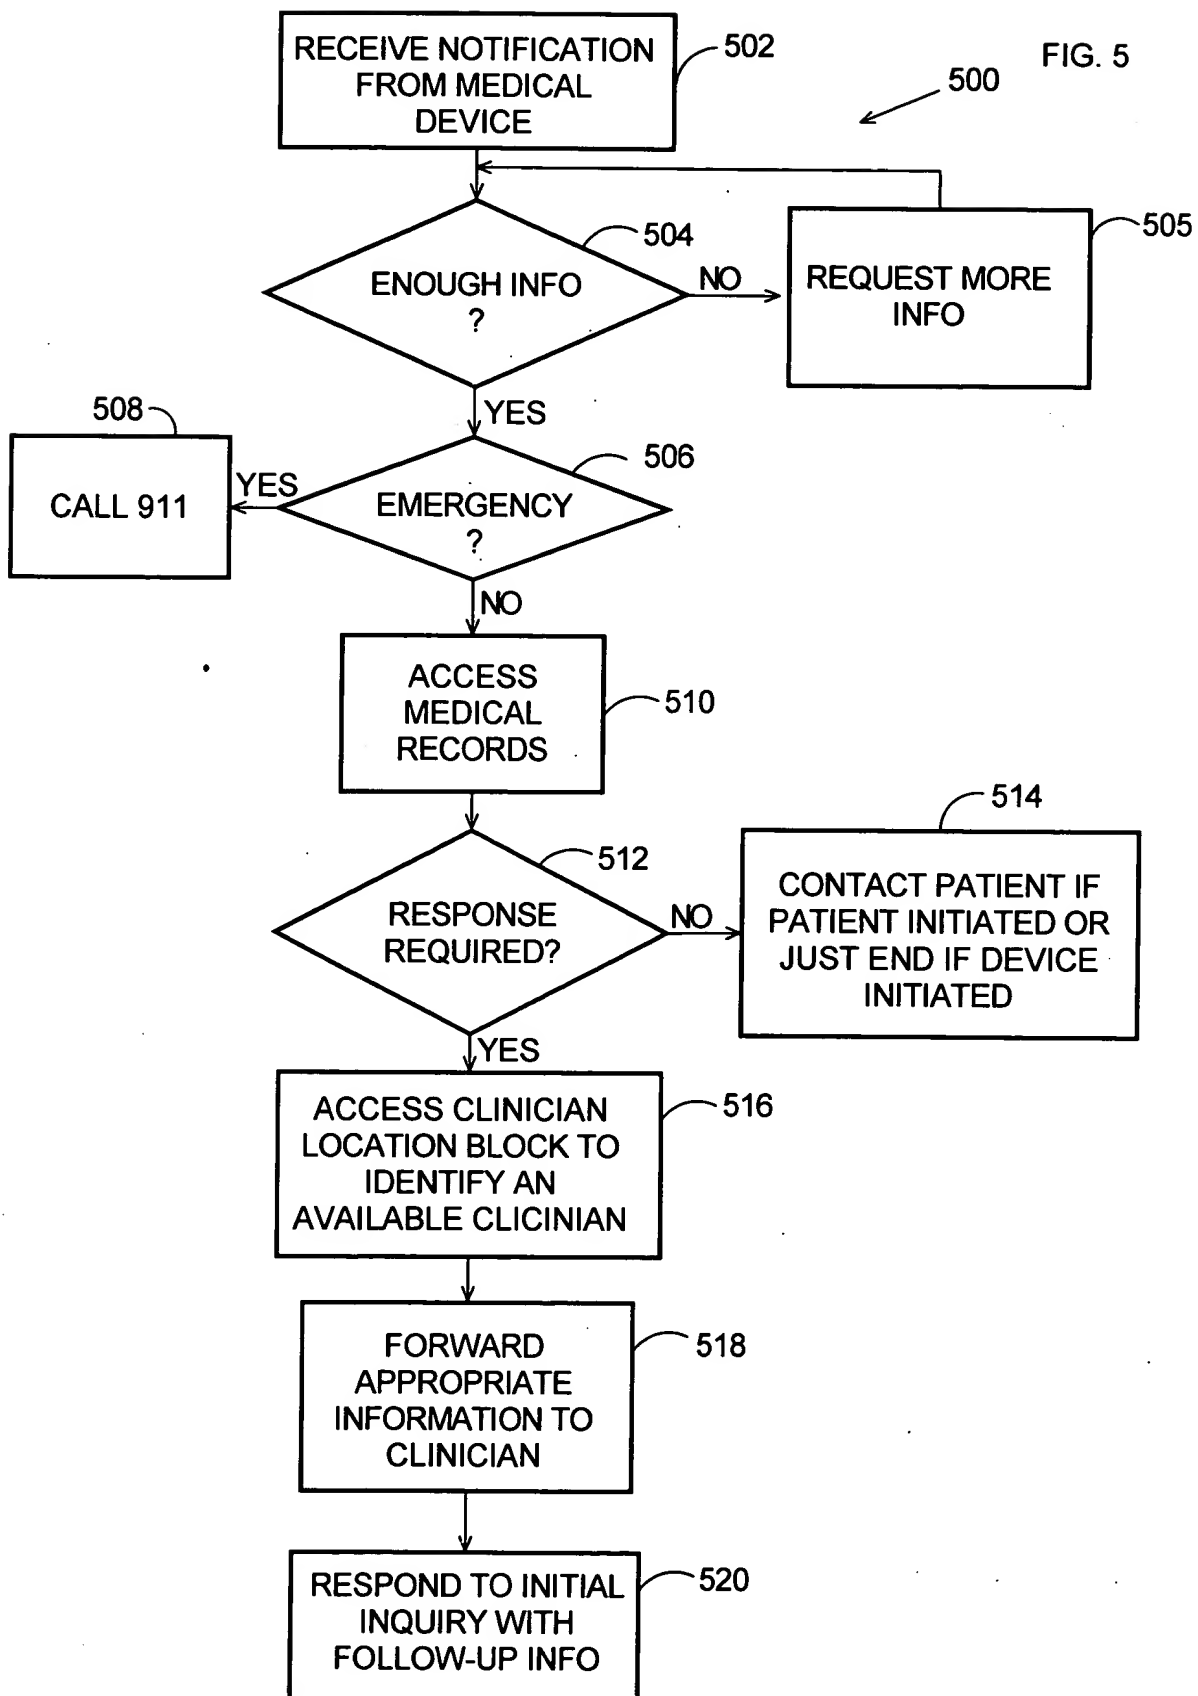 RECEIVE NOTIFICATION
FROM MEDICAL
DEVICE
502
FIG. 5
500
504
ENOUGH INFO
?
NO
REQUEST MORE
INFO
505
YES
508
CALL 911
YES
506
EMERGENCY
?
NO
ACCESS
MEDICAL
RECORDS
510
512
RESPONSE
REQUIRED?
NO
514
CONTACT PATIENT IF
PATIENT INITIATED OR
JUST END IF DEVICE
INITIATED
YES
ACCESS CLINICIAN
LOCATION BLOCK TO
IDENTIFY AN
AVAILABLE CLICINIAN
516
FORWARD
APPROPRIATE
INFORMATION TO
CLINICIAN
518
RESPOND TO INITIAL
INQUIRY WITH
FOLLOW-UP INFO
520